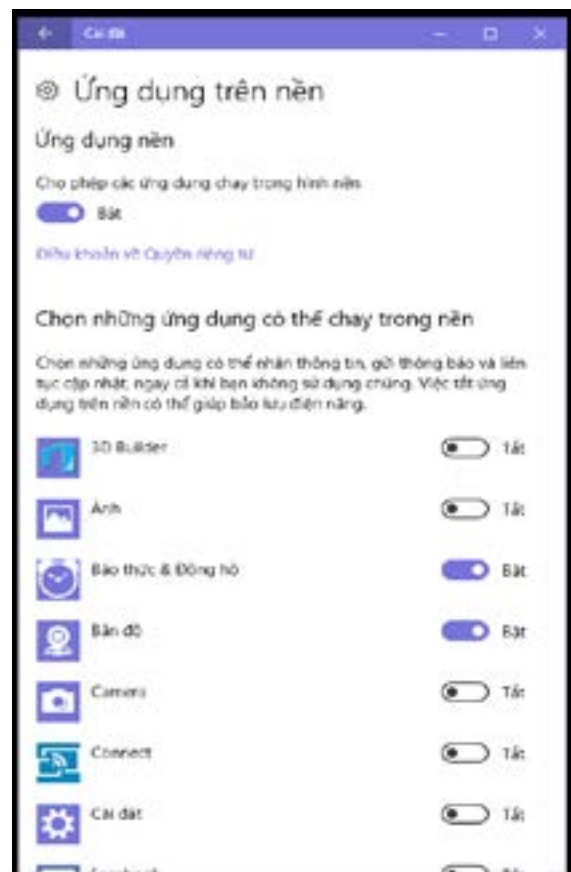 Cài đặt
Ứng dụng trên nền
Ứng dụng nền
Cho phép các ứng dụng chạy trong hình nền
Bật
Điều khoản về Quyền riêng tư
Chọn những ứng dụng có thể chạy trong nền
Chọn những ứng dụng có thể nhận thông tin, gửi thông báo và liên
tục cập nhật, ngay cả khi bạn không sử dụng chúng. Việc tắt ứng
dụng trên nền có thể giúp bảo lưu điện năng.
3D Builder Tắt
Ảnh Tắt
Báo thức & Đồng hồ Bật
Bản đồ Bật
Camera Tắt
Connect Tắt
Cài đặt Tắt